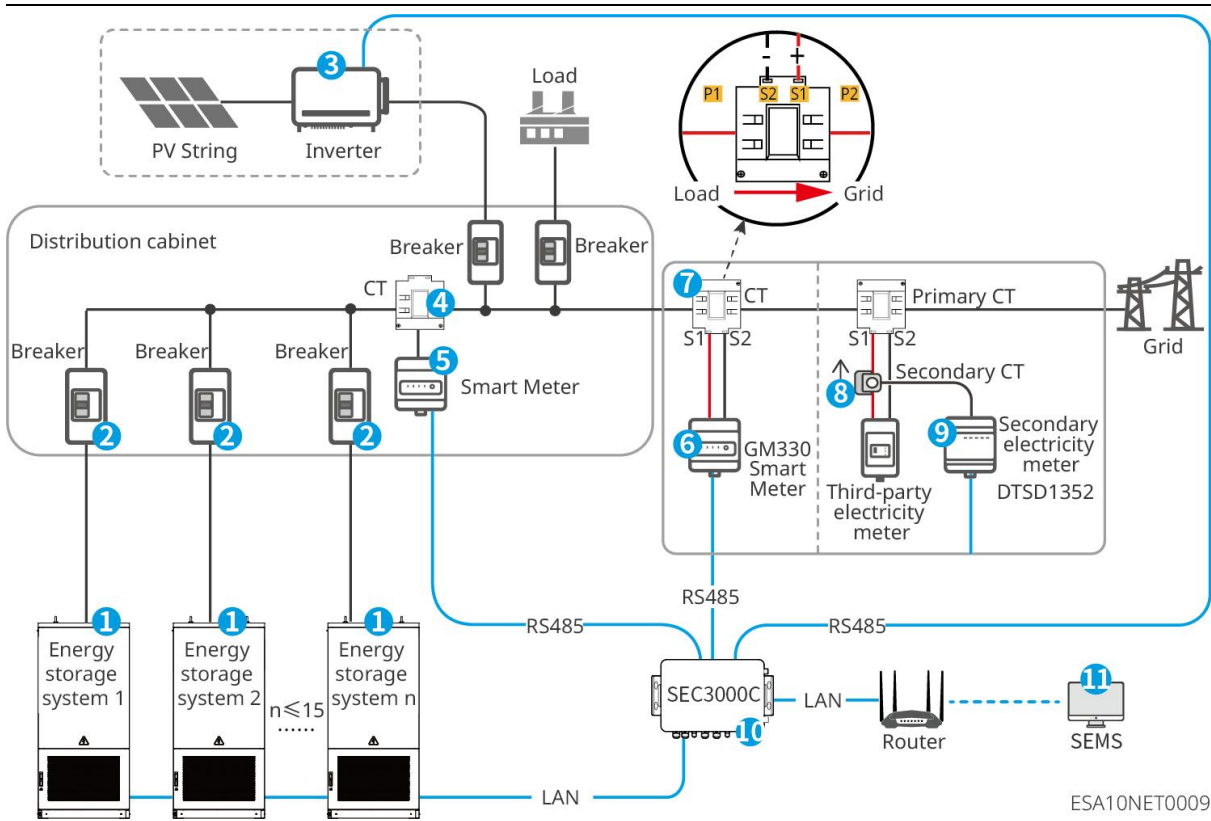 3
PV String
Inverter
Load
-
+
P1
S2
S1
P2
Load
Grid
Distribution cabinet
Breaker
Breaker
CT
4
7
CT
Primary CT
S1
S2
S1
S2
Grid
Breaker
Breaker
Breaker
5
Smart Meter
8
Secondary CT
2
2
2
6
GM330
Smart
Meter
9
Secondary
electricity
meter
DTSD1352
Third-party
electricity
meter
RS485
RS485
RS485
1
Energy
storage
system 1
1
Energy
storage
system 2
n≤15
......
1
Energy
storage
system n
SEC3000C
10
LAN
Router
11
SEMS
LAN
ESA10NET0009